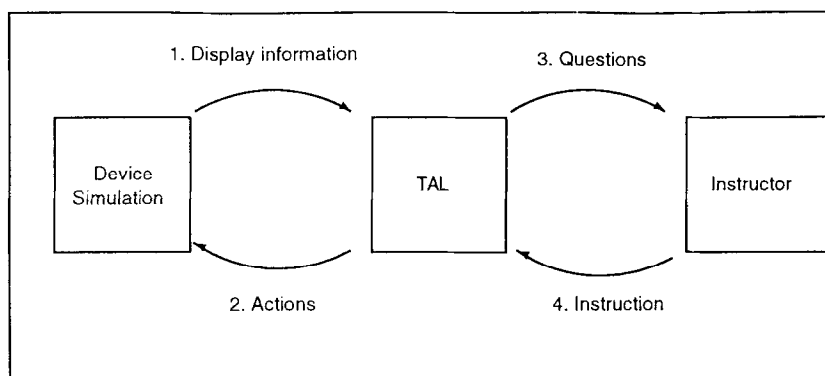 1. Display information
3. Questions
Device
Simulation
TAL
Instructor
2. Actions
4. Instruction